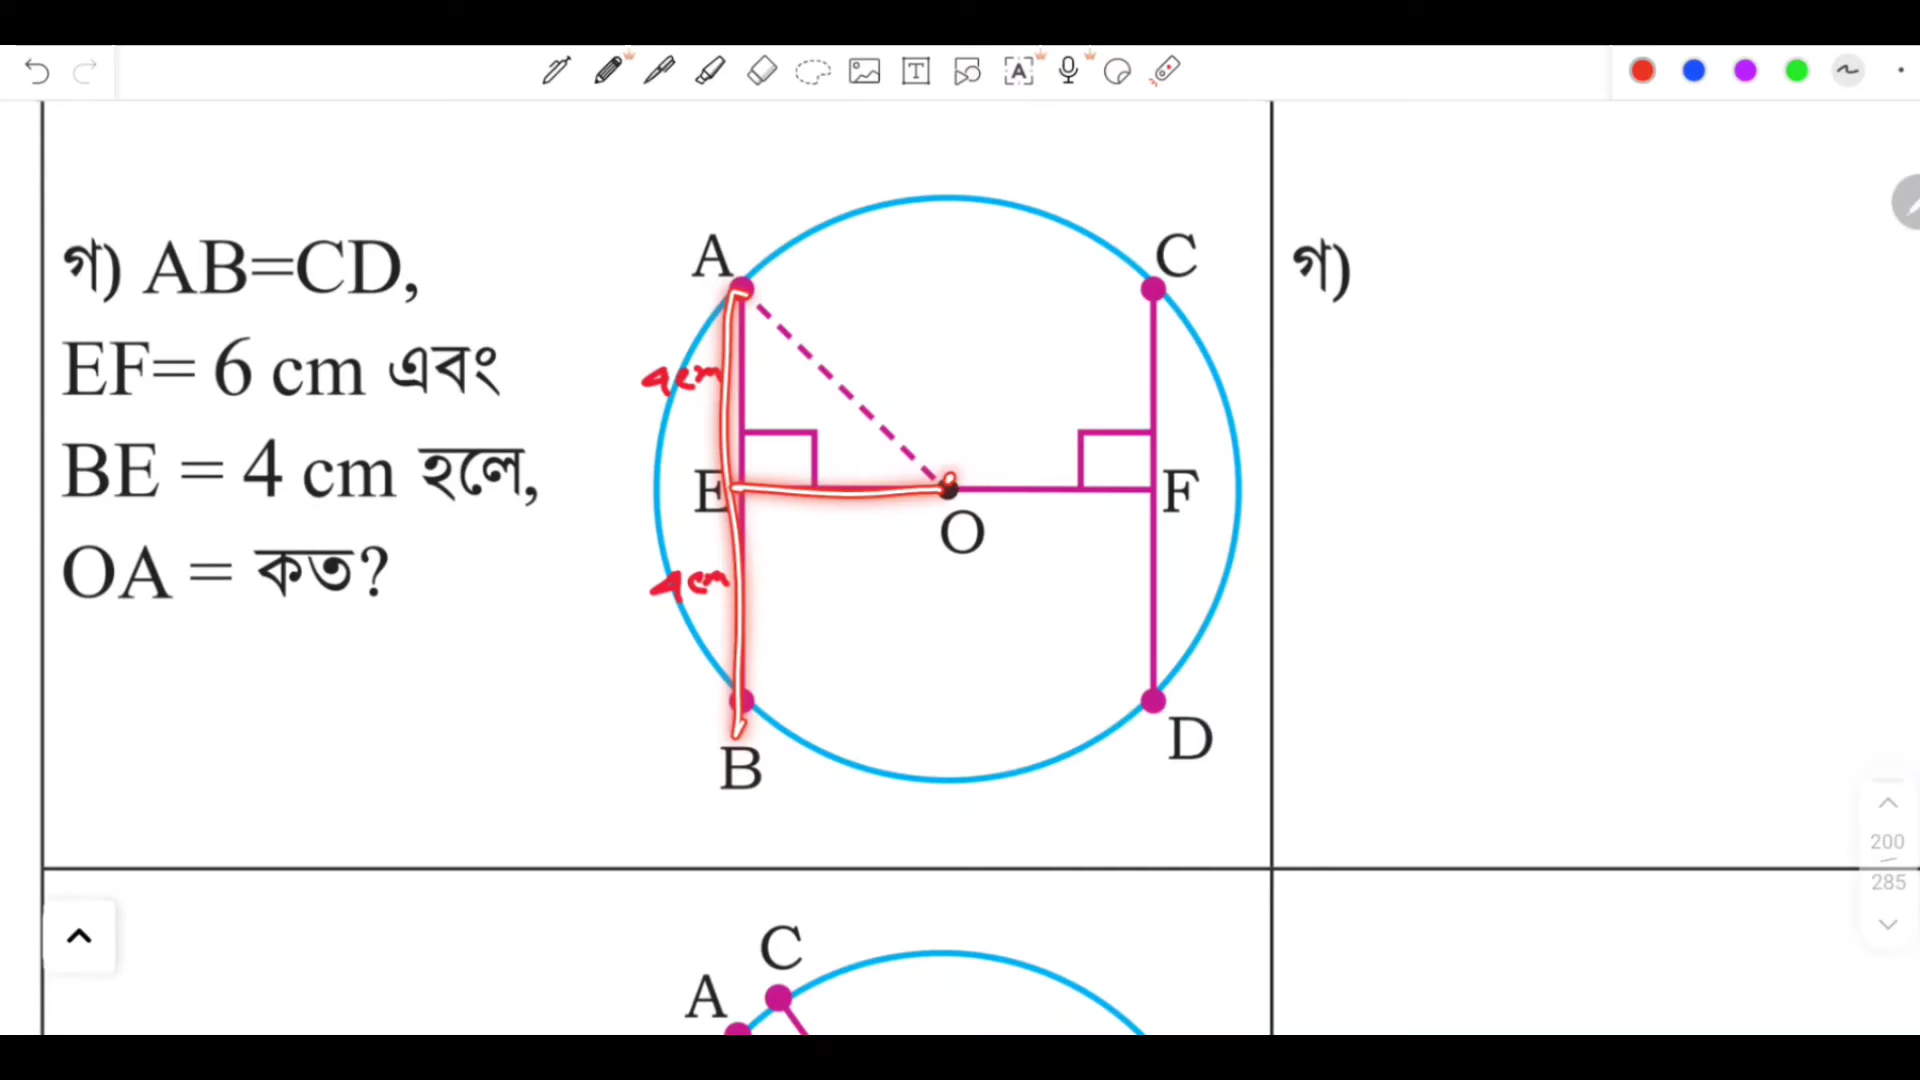 গ) AB=CD,
EF= 6 cm এবং
BE = 4 cm হলে,
OA = কত?
A
C
4cm
E
O
F
4cm
B
D
গ)
200
285
C
A